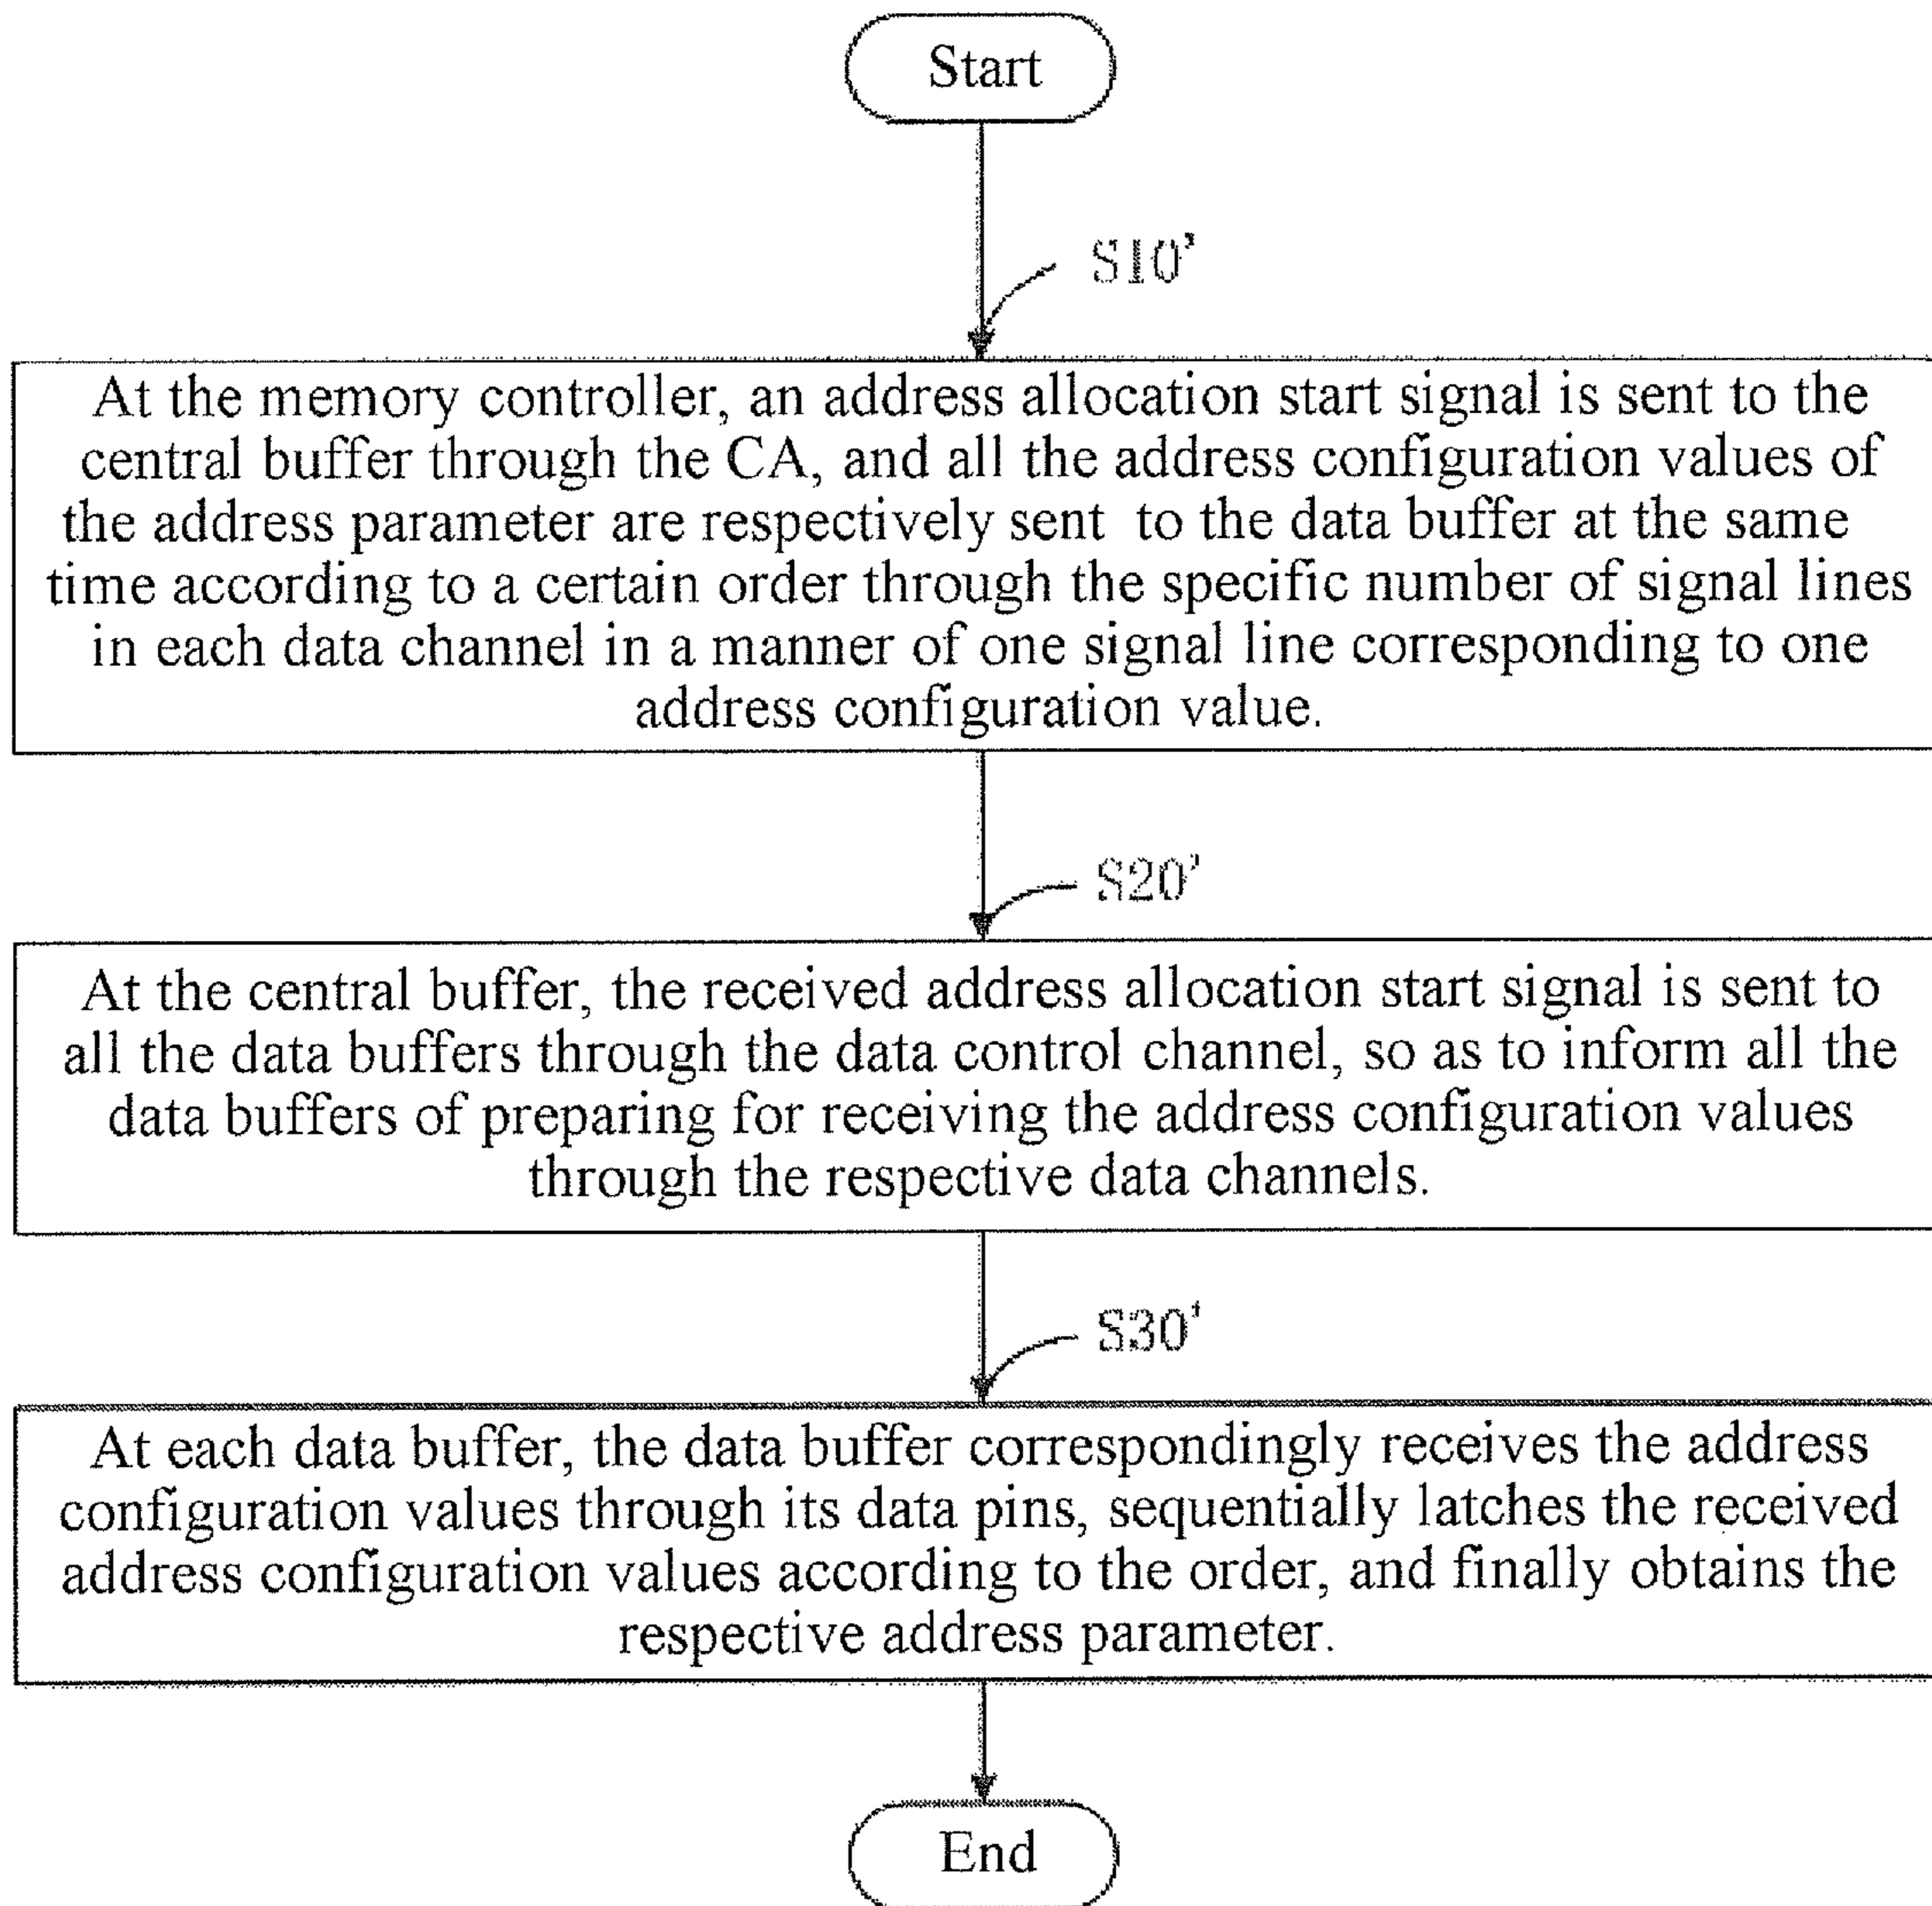 Start
S10'
At the memory controller, an address allocation start signal is sent to the
central buffer through the CA, and all the address configuration values of
the address parameter are respectively sent to the data buffer at the same
time according to a certain order through the specific number of signal lines
in each data channel in a manner of one signal line corresponding to one
address configuration value.
S20'
At the central buffer, the received address allocation start signal is sent to
all the data buffers through the data control channel, so as to inform all the
data buffers of preparing for receiving the address configuration values
through the respective data channels.
S30'
At each data buffer, the data buffer correspondingly receives the address
configuration values through its data pins, sequentially latches the received
address configuration values according to the order, and finally obtains the
respective address parameter.
End